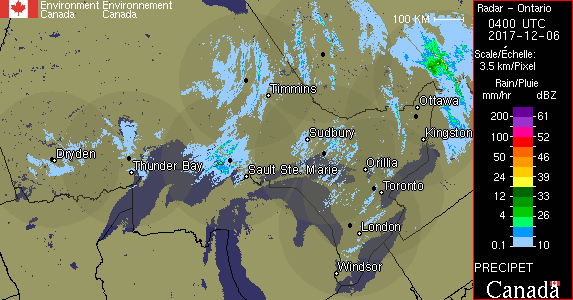 Environment Environnement
Canada Canada
100 KM
Radar - Ontario
0400 UTC
2017-12-06
Scale/Échelle:
3.5 km/Pixel
Rain/Pluie
mm/hr dBZ
200 61
100 52
50 46
24 39
12 33
4 26
1 20
0.1 10
PRECIPET
Canada
Timmins
Ottawa
Sudbury
Kingston
Dryden
Thunder Bay
Sault Ste. Marie
Orillia
Toronto
London
Windsor